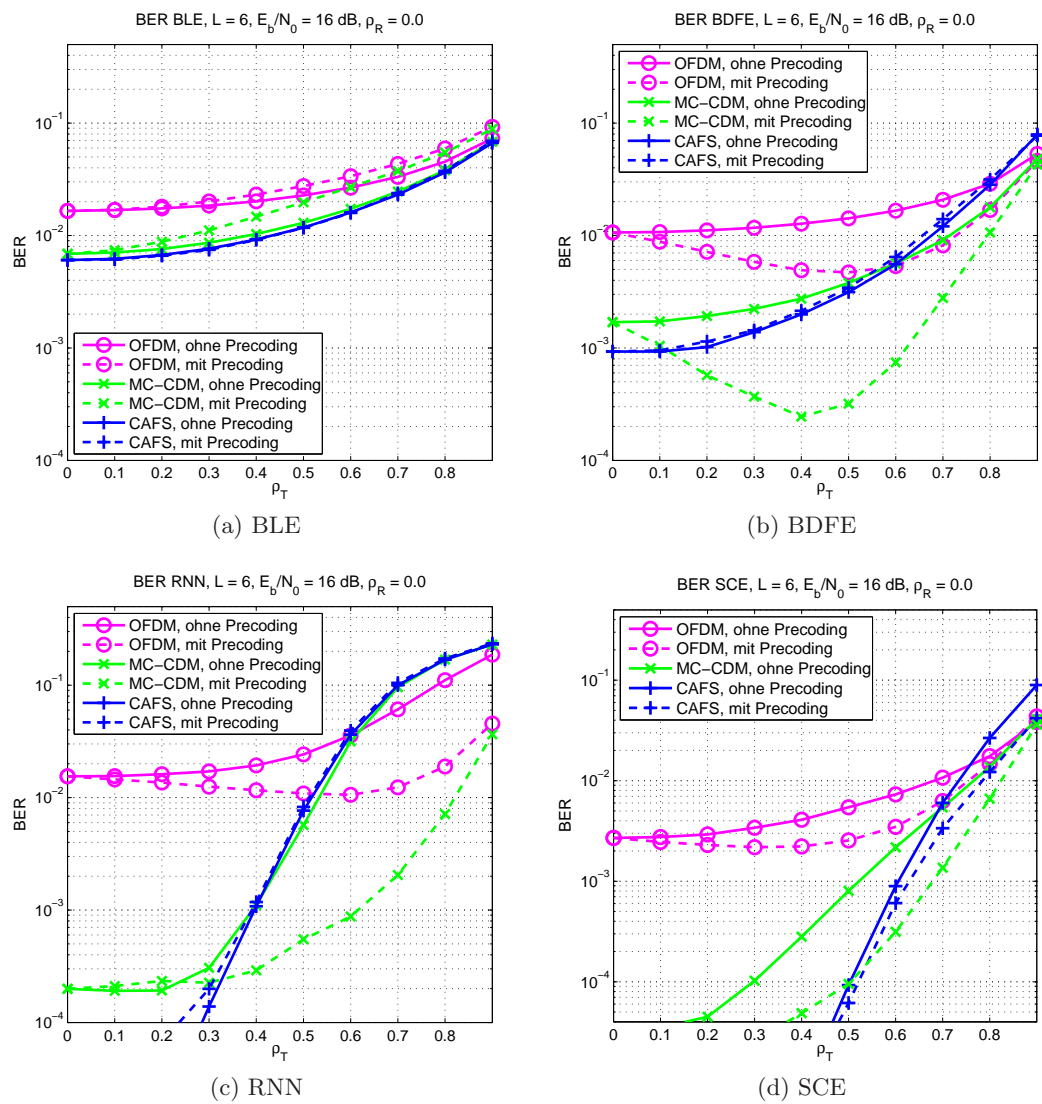 BER BLE, L = 6, E_b/N_0 = 16 dB, ρ_R = 0.0
10^−1
10^−2
10^−3
10^−4
BER
OFDM, ohne Precoding
OFDM, mit Precoding
MC−CDM, ohne Precoding
MC−CDM, mit Precoding
CAFS, ohne Precoding
CAFS, mit Precoding
0 0.1 0.2 0.3 0.4 0.5 0.6 0.7 0.8
ρ_T
(a) BLE
BER BDFE, L = 6, E_b/N_0 = 16 dB, ρ_R = 0.0
OFDM, ohne Precoding
OFDM, mit Precoding
MC−CDM, ohne Precoding
MC−CDM, mit Precoding
CAFS, ohne Precoding
CAFS, mit Precoding
10^−1
10^−2
10^−3
10^−4
BER
0 0.1 0.2 0.3 0.4 0.5 0.6 0.7 0.8
ρ_T
(b) BDFE
BER RNN, L = 6, E_b/N_0 = 16 dB, ρ_R = 0.0
OFDM, ohne Precoding
OFDM, mit Precoding
MC−CDM, ohne Precoding
MC−CDM, mit Precoding
CAFS, ohne Precoding
CAFS, mit Precoding
10^−1
10^−2
10^−3
10^−4
BER
0 0.1 0.2 0.3 0.4 0.5 0.6 0.7 0.8
ρ_T
(c) RNN
BER SCE, L = 6, E_b/N_0 = 16 dB, ρ_R = 0.0
OFDM, ohne Precoding
OFDM, mit Precoding
MC−CDM, ohne Precoding
CAFS, ohne Precoding
CAFS, mit Precoding
10^−1
10^−2
10^−3
10^−4
BER
0 0.1 0.2 0.3 0.4 0.5 0.6 0.7 0.8
ρ_T
(d) SCE